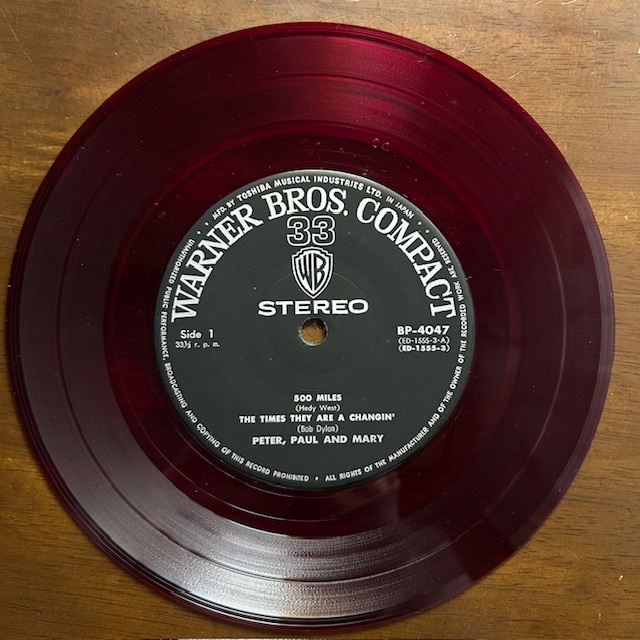 MFD. BY TOSHIBA MUSICAL INDUSTRIES LTD. IN JAPAN
WARNER BROS. COMPACT
33
WB
STEREO
Side 1
33⅓ r. p. m.
BP-4047
(ED-1555-3-A)
(ED-1555-3)
500 MILES
(Hedy West)
THE TIMES THEY ARE A CHANGIN'
(Bob Dylan)
PETER, PAUL AND MARY
UNAUTHORIZED PUBLIC PERFORMANCE, BROADCASTING AND COPYING OF THIS RECORD PROHIBITED • ALL RIGHTS OF THE MANUFACTURER AND OF THE OWNER OF THE RECORDED WORK ARE RESERVED